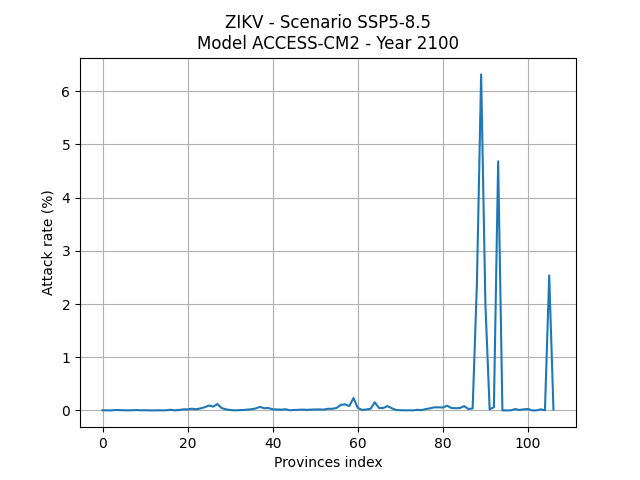 ZIKV - Scenario SSP5-8.5
Model ACCESS-CM2 - Year 2100
Attack rate (%)
6
5
4
3
2
1
0
0 20 40 60 80 100
Provinces index